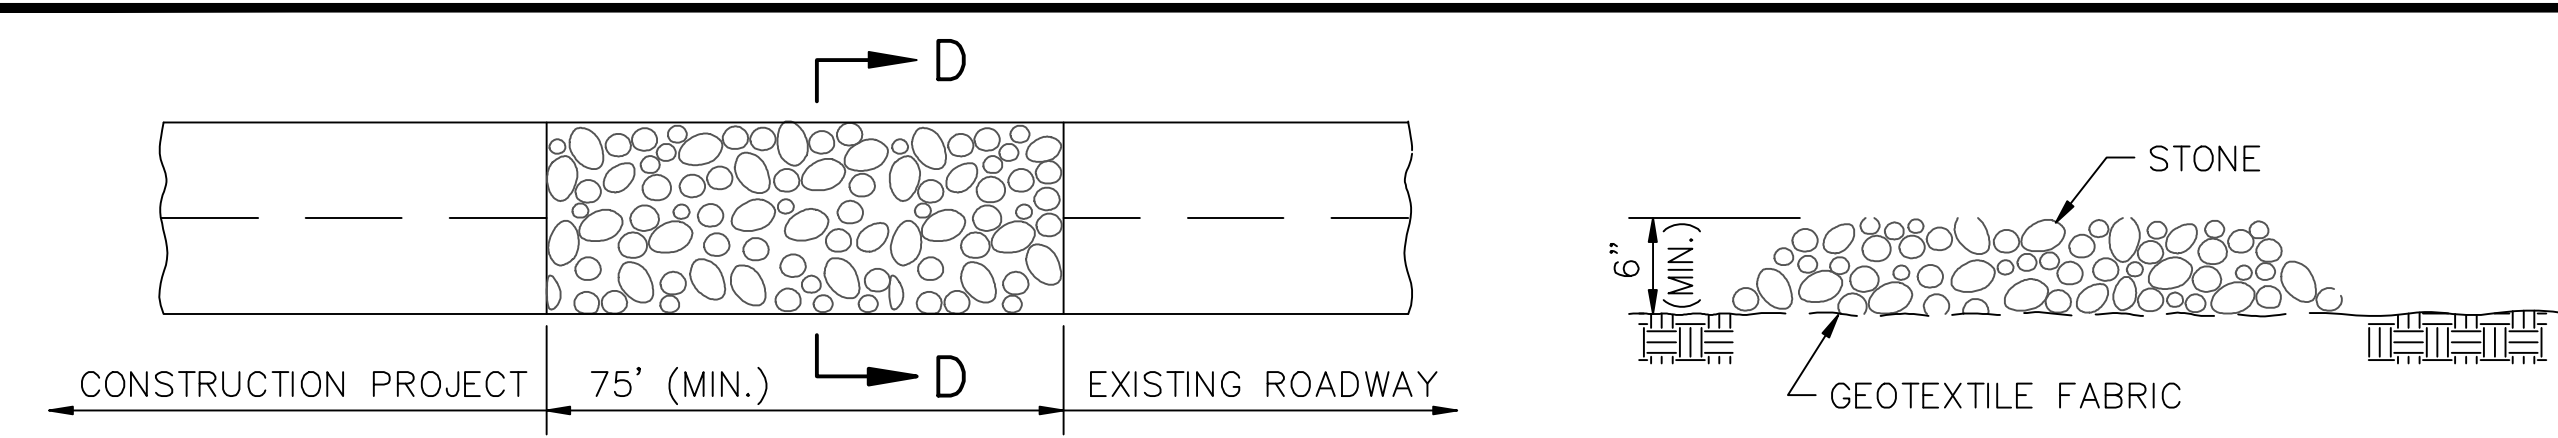 D
D
CONSTRUCTION PROJECT
75' (MIN.)
EXISTING ROADWAY
STONE
6"
(MIN.)
GEOTEXTILE FABRIC